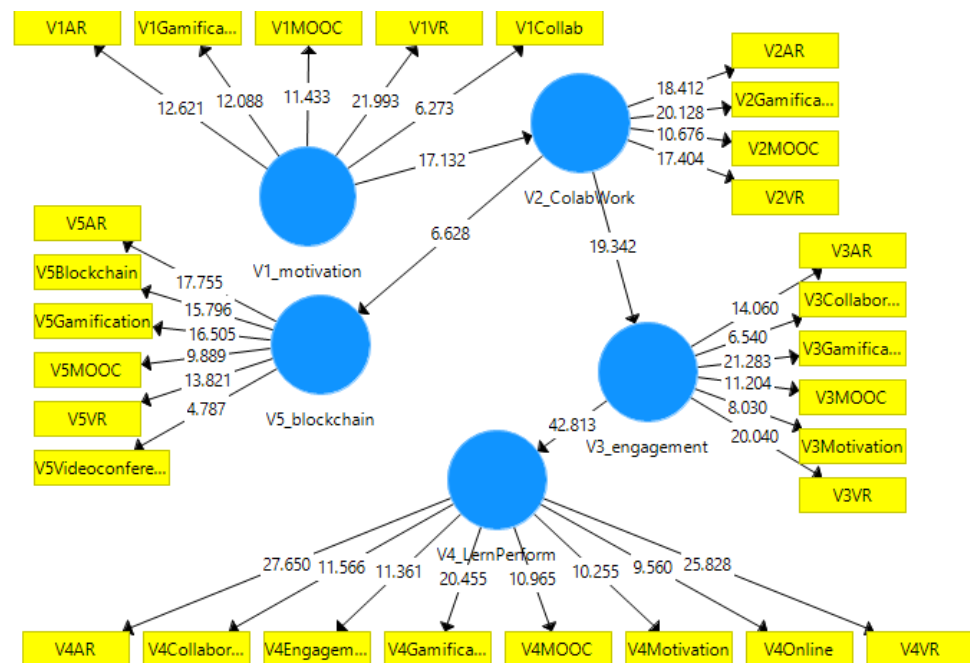 V1AR
V1Gamifica...
V1MOOC
V1VR
V1Collab
12.621
12.088
11.433
21.993
6.273
V2AR
V2Gamifica...
V2MOOC
V2VR
18.412
20.128
10.676
17.404
17.132
V2_ColabWork
V1_motivation
6.628
19.342
V5AR
V5Blockchain
V5Gamification
V5MOOC
V5VR
V5Videoconfere...
17.755
15.796
16.505
9.889
13.821
4.787
V5_blockchain
V3AR
V3Collabor...
V3Gamifica...
V3MOOC
V3Motivation
V3VR
14.060
6.540
21.283
11.204
8.030
20.040
V3_engagement
42.813
V4_LernPerform
27.650
11.566
11.361
20.455
10.965
10.255
9.560
25.828
V4AR
V4Collabor...
V4Engagem...
V4Gamifica...
V4MOOC
V4Motivation
V4Online
V4VR